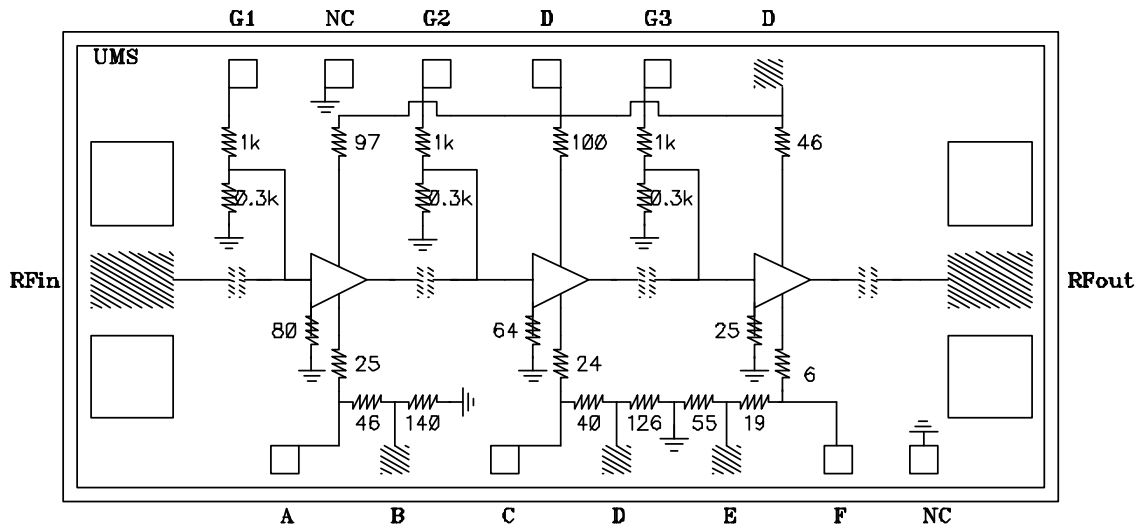 G1 NC G2 D G3 D
UMS
1k 97 1k 100 1k 46
0.3k 0.3k 0.3k
RFin RFout
80 64 25
25 24 6
46 140 40 126 55 19
A B C D E F NC